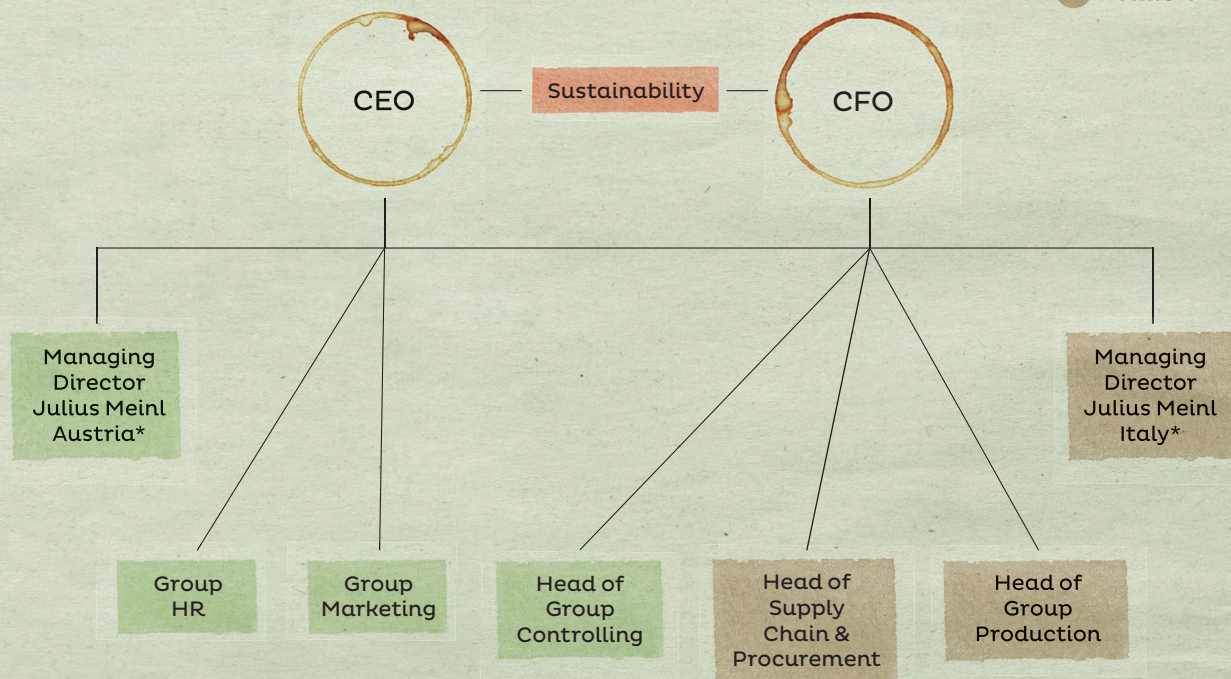 CEO
Sustainability
CFO
Managing
Director
Julius Meinl
Austria*
Managing
Director
Julius Meinl
Italy*
Group
HR
Group
Marketing
Head of
Group
Controlling
Head of
Supply
Chain &
Procurement
Head of
Group
Production